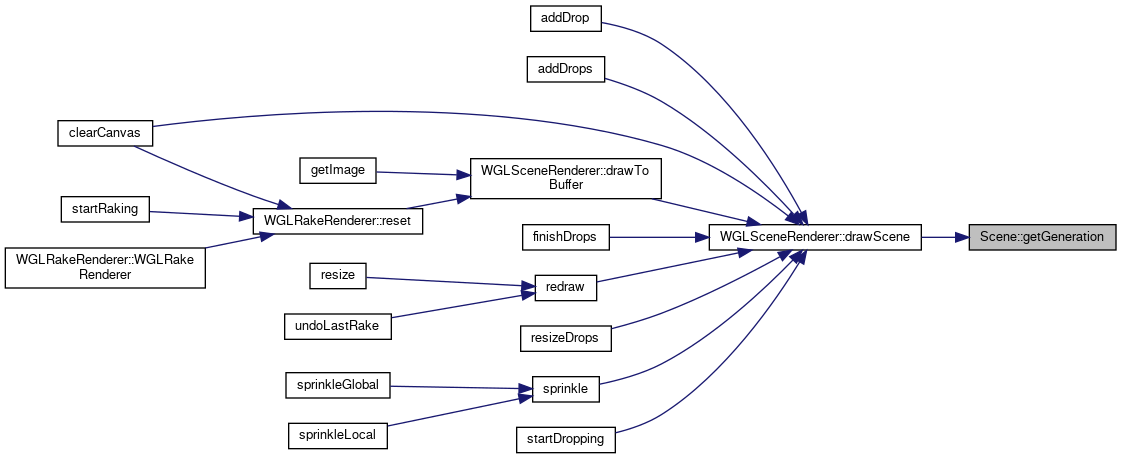 addDrop
addDrops
clearCanvas
getImage
WGLSceneRenderer::drawTo
Buffer
startRaking
WGLRakeRenderer::reset
finishDrops
WGLSceneRenderer::drawScene
Scene::getGeneration
WGLRakeRenderer::WGLRake
Renderer
resize
redraw
undoLastRake
resizeDrops
sprinkleGlobal
sprinkle
sprinkleLocal
startDropping